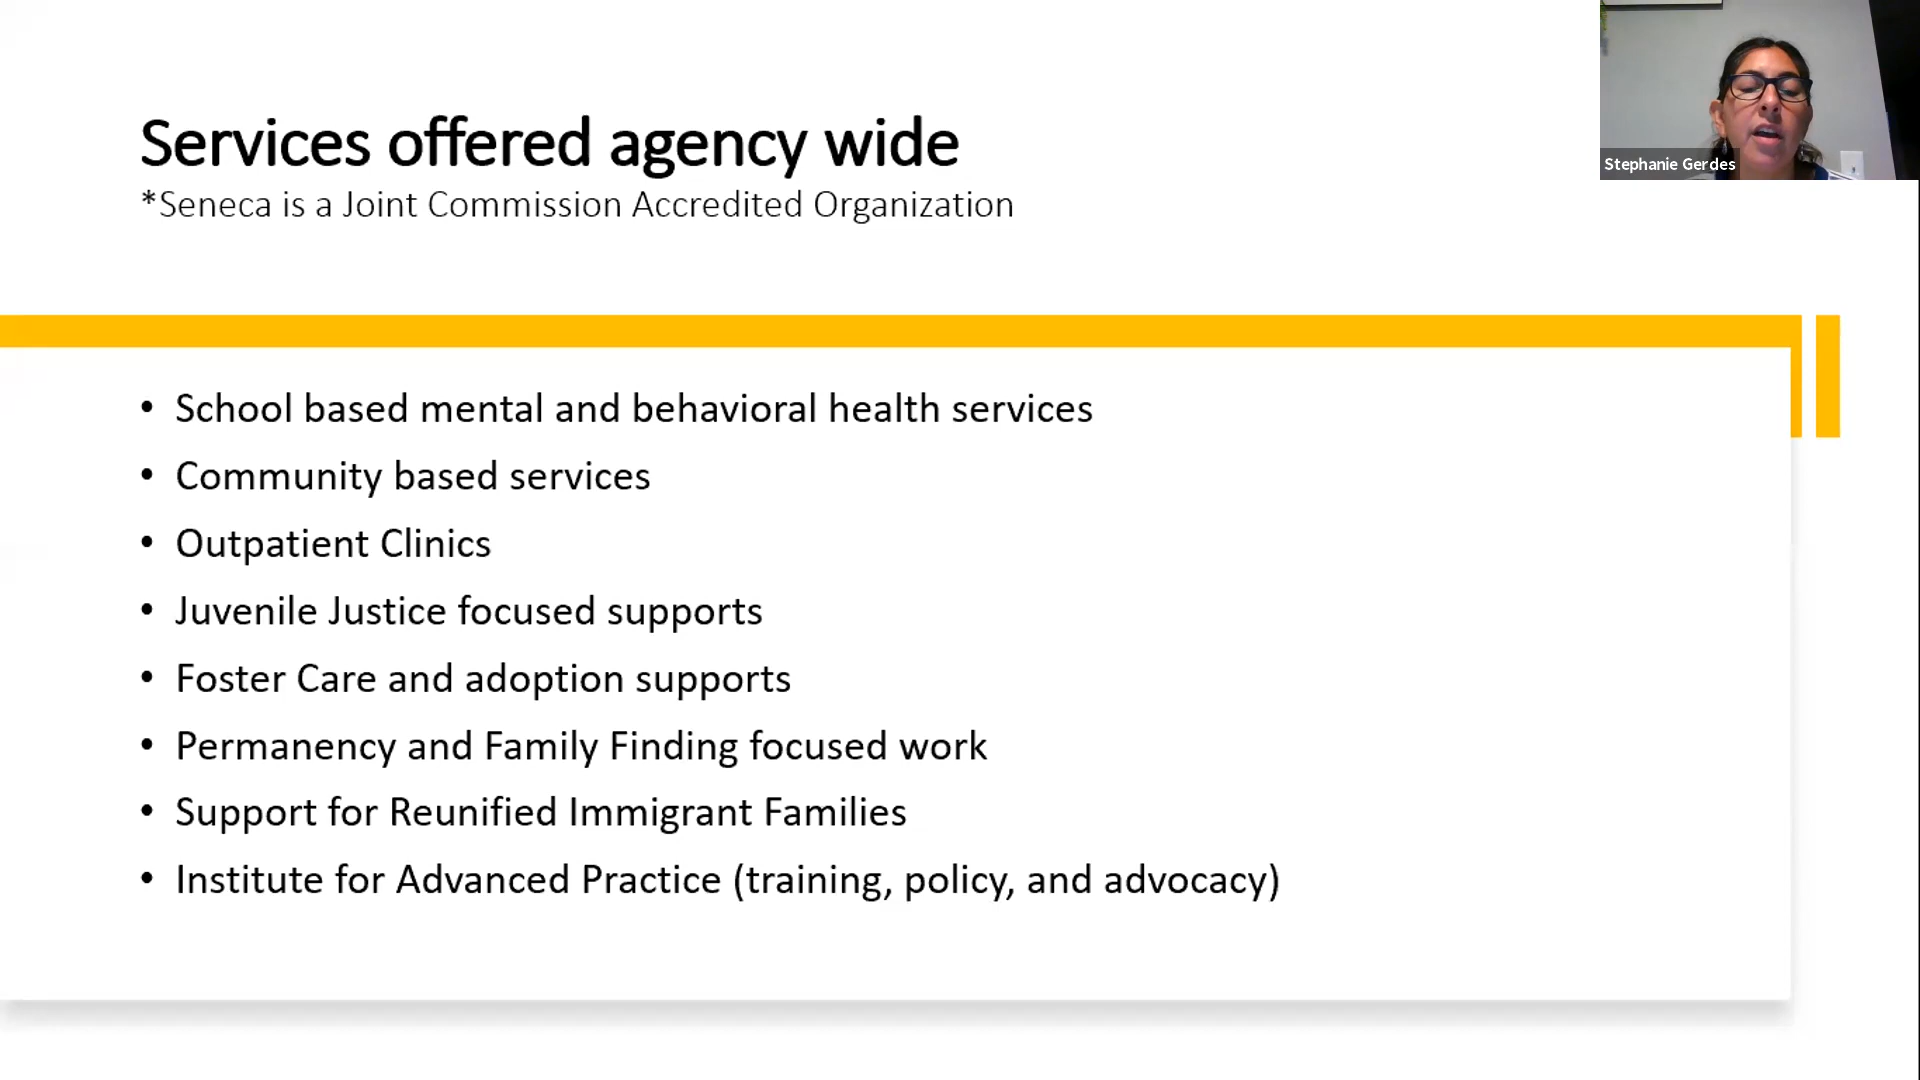 Services offered agency wide
*Seneca is a Joint Commission Accredited Organization
Stephanie Gerdes
• School based mental and behavioral health services
• Community based services
• Outpatient Clinics
• Juvenile Justice focused supports
• Foster Care and adoption supports
• Permanency and Family Finding focused work
• Support for Reunified Immigrant Families
• Institute for Advanced Practice (training, policy, and advocacy)